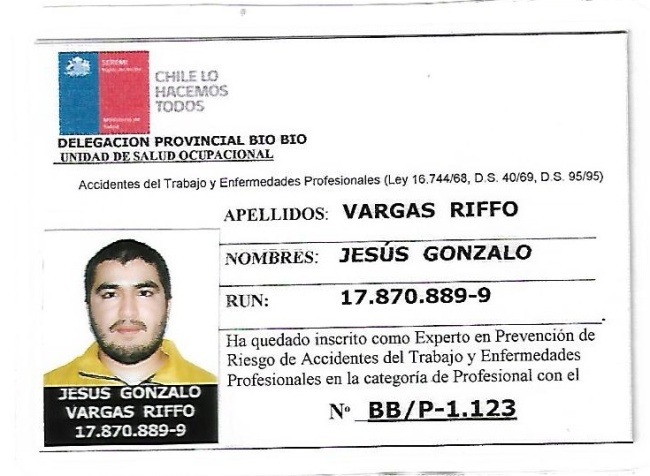 SEREMI
CHILE LO
HACEMOS
TODOS
DELEGACION PROVINCIAL BIO BIO
UNIDAD DE SALUD OCUPACIONAL
Accidentes del Trabajo y Enfermedades Profesionales (Ley 16.744/68, D.S. 40/69, D.S. 95/95)
APELLIDOS: VARGAS RIFFO
NOMBRES: JESÚS GONZALO
RUN: 17.870.889-9
Ha quedado inscrito como Experto en Prevención de
Riesgo de Accidentes del Trabajo y Enfermedades
Profesionales en la categoría de Profesional con el
Nº BB/P-1.123
JESUS GONZALO
VARGAS RIFFO
17.870.889-9